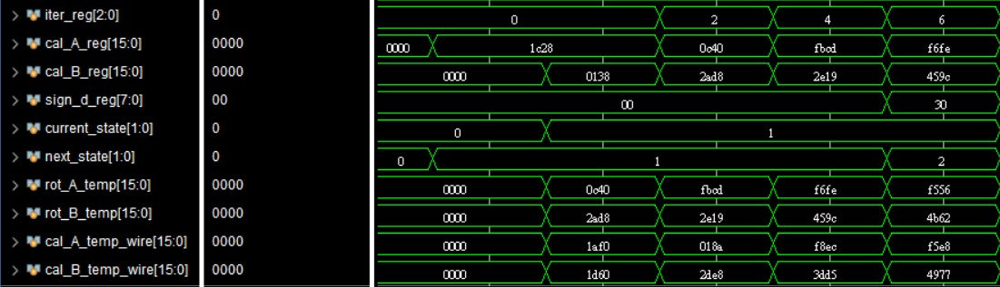 iter_reg[2:0] 0 0 2 4 6
cal_A_reg[15:0] 0000 0000 1c28 0c40 fbcd f6fe
cal_B_reg[15:0] 0000 0000 0138 2ad8 2e19 459c
sign_d_reg[7:0] 00 00 30
current_state[1:0] 0 0 1
next_state[1:0] 0 0 1 2
rot_A_temp[15:0] 0000 0000 0c40 fbcd f6fe f556
rot_B_temp[15:0] 0000 0000 2ad8 2e19 459c 4b62
cal_A_temp_wire[15:0] 0000 0000 1af0 018a f8ec f5e8
cal_B_temp_wire[15:0] 0000 0000 1d60 2de8 3dd5 4977